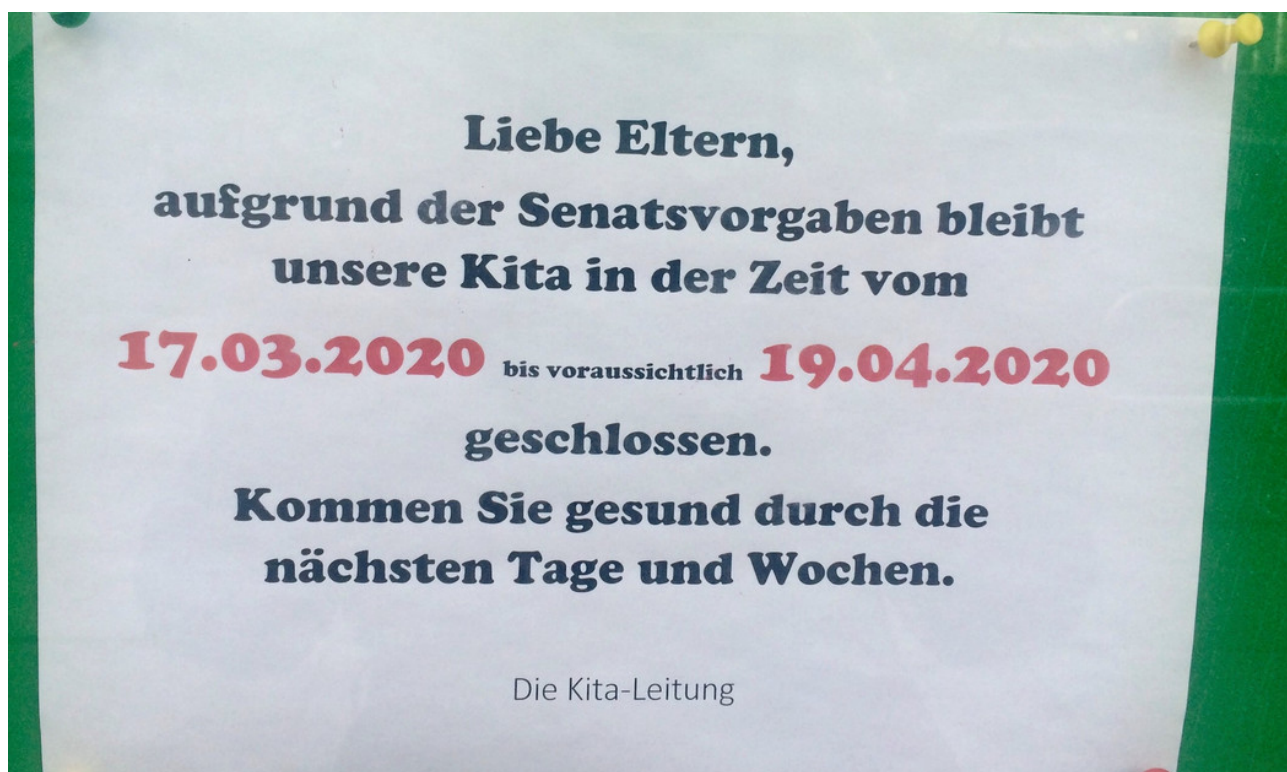 Liebe Eltern,
aufgrund der Senatsvorgaben bleibt
unsere Kita in der Zeit vom
17.03.2020 bis voraussichtlich 19.04.2020
geschlossen.
Kommen Sie gesund durch die
nächsten Tage und Wochen.
Die Kita-Leitung